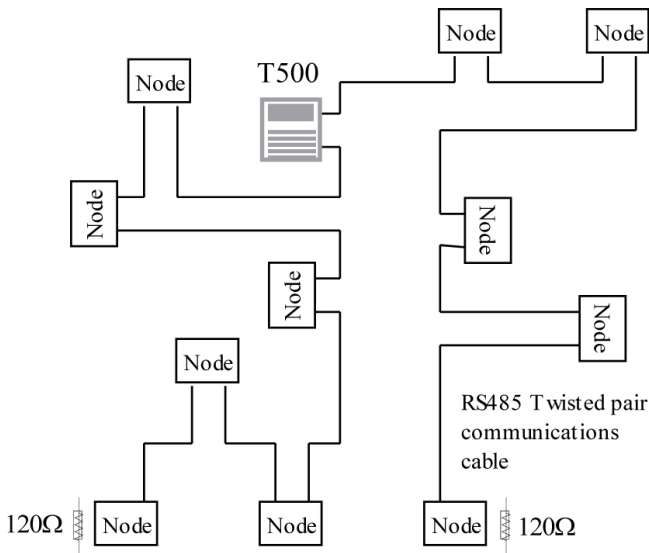 Node
Node
T500
Node
Node
Node
Node
Node
Node
RS485 Twisted pair
communications
cable
120Ω
Node
Node
Node
120Ω